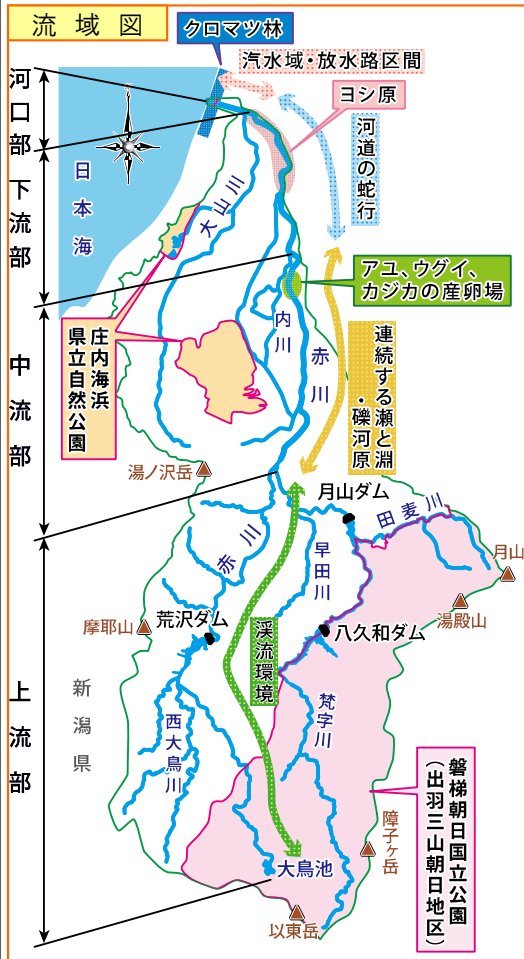 流域図
クロマツ林
汽水域・放水路区間
ヨシ原
河口部
河道の蛇行
日本海
下流部
大山川
アユ、ウグイ、
カジカの産卵場
内川
赤川
庄内海浜
県立自然公園
中流部
連続する瀬と淵
・礫河原
湯ノ沢岳
月山ダム
田麦川
赤川
早田川
月山
湯殿山
摩耶山
荒沢ダム
八久和ダム
渓流環境
新潟県
上流部
西大鳥川
梵字川
磐梯朝日国立公園
(出羽三山朝日地区)
障子ヶ岳
大鳥池
以東岳